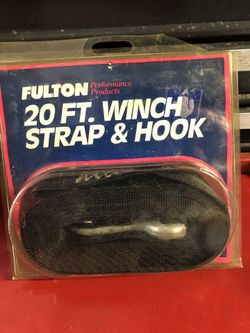 FULTON Performance
Products
20 FT. WINCH
STRAP & HOOK